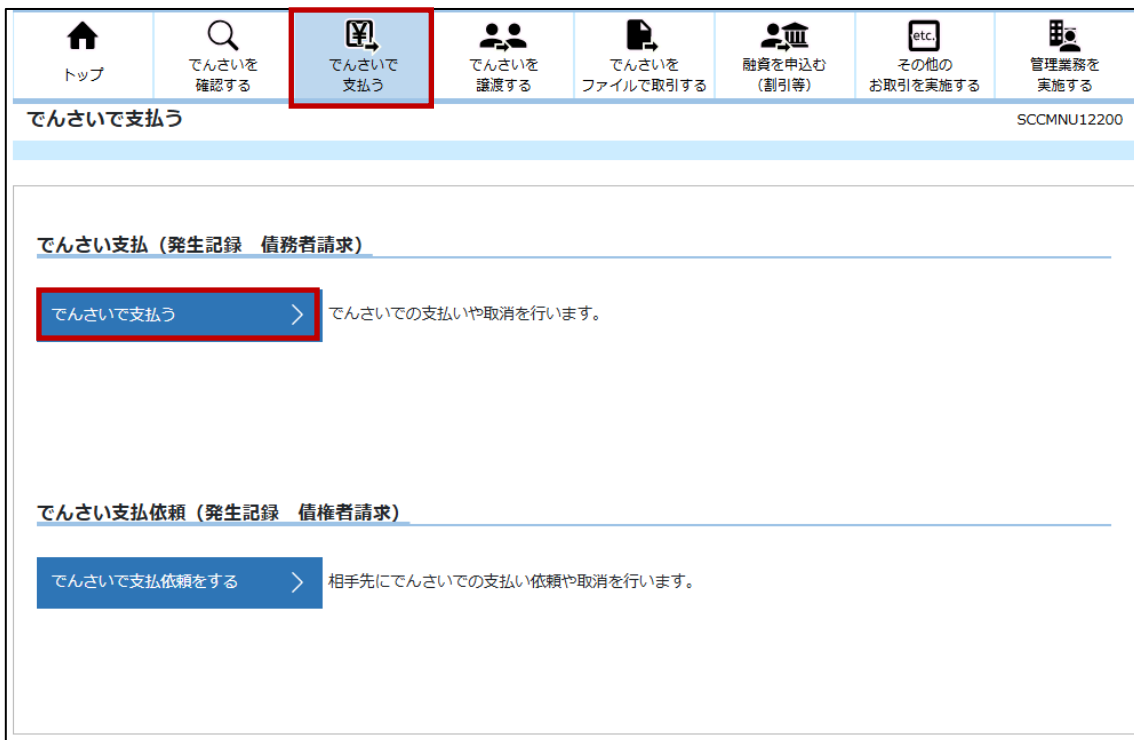 トップ
でんさいを
確認する
でんさいで
支払う
でんさいを
譲渡する
でんさいを
ファイルで取引する
融資を申込む
（割引等）
etc.
その他の
お取引を実施する
管理業務を
実施する
でんさいで支払う
SCCMNU12200
でんさい支払（発生記録　債務者請求）
でんさいで支払う
でんさいでの支払いや取消を行います。
でんさい支払依頼（発生記録　債権者請求）
でんさいで支払依頼をする
相手先にでんさいでの支払い依頼や取消を行います。